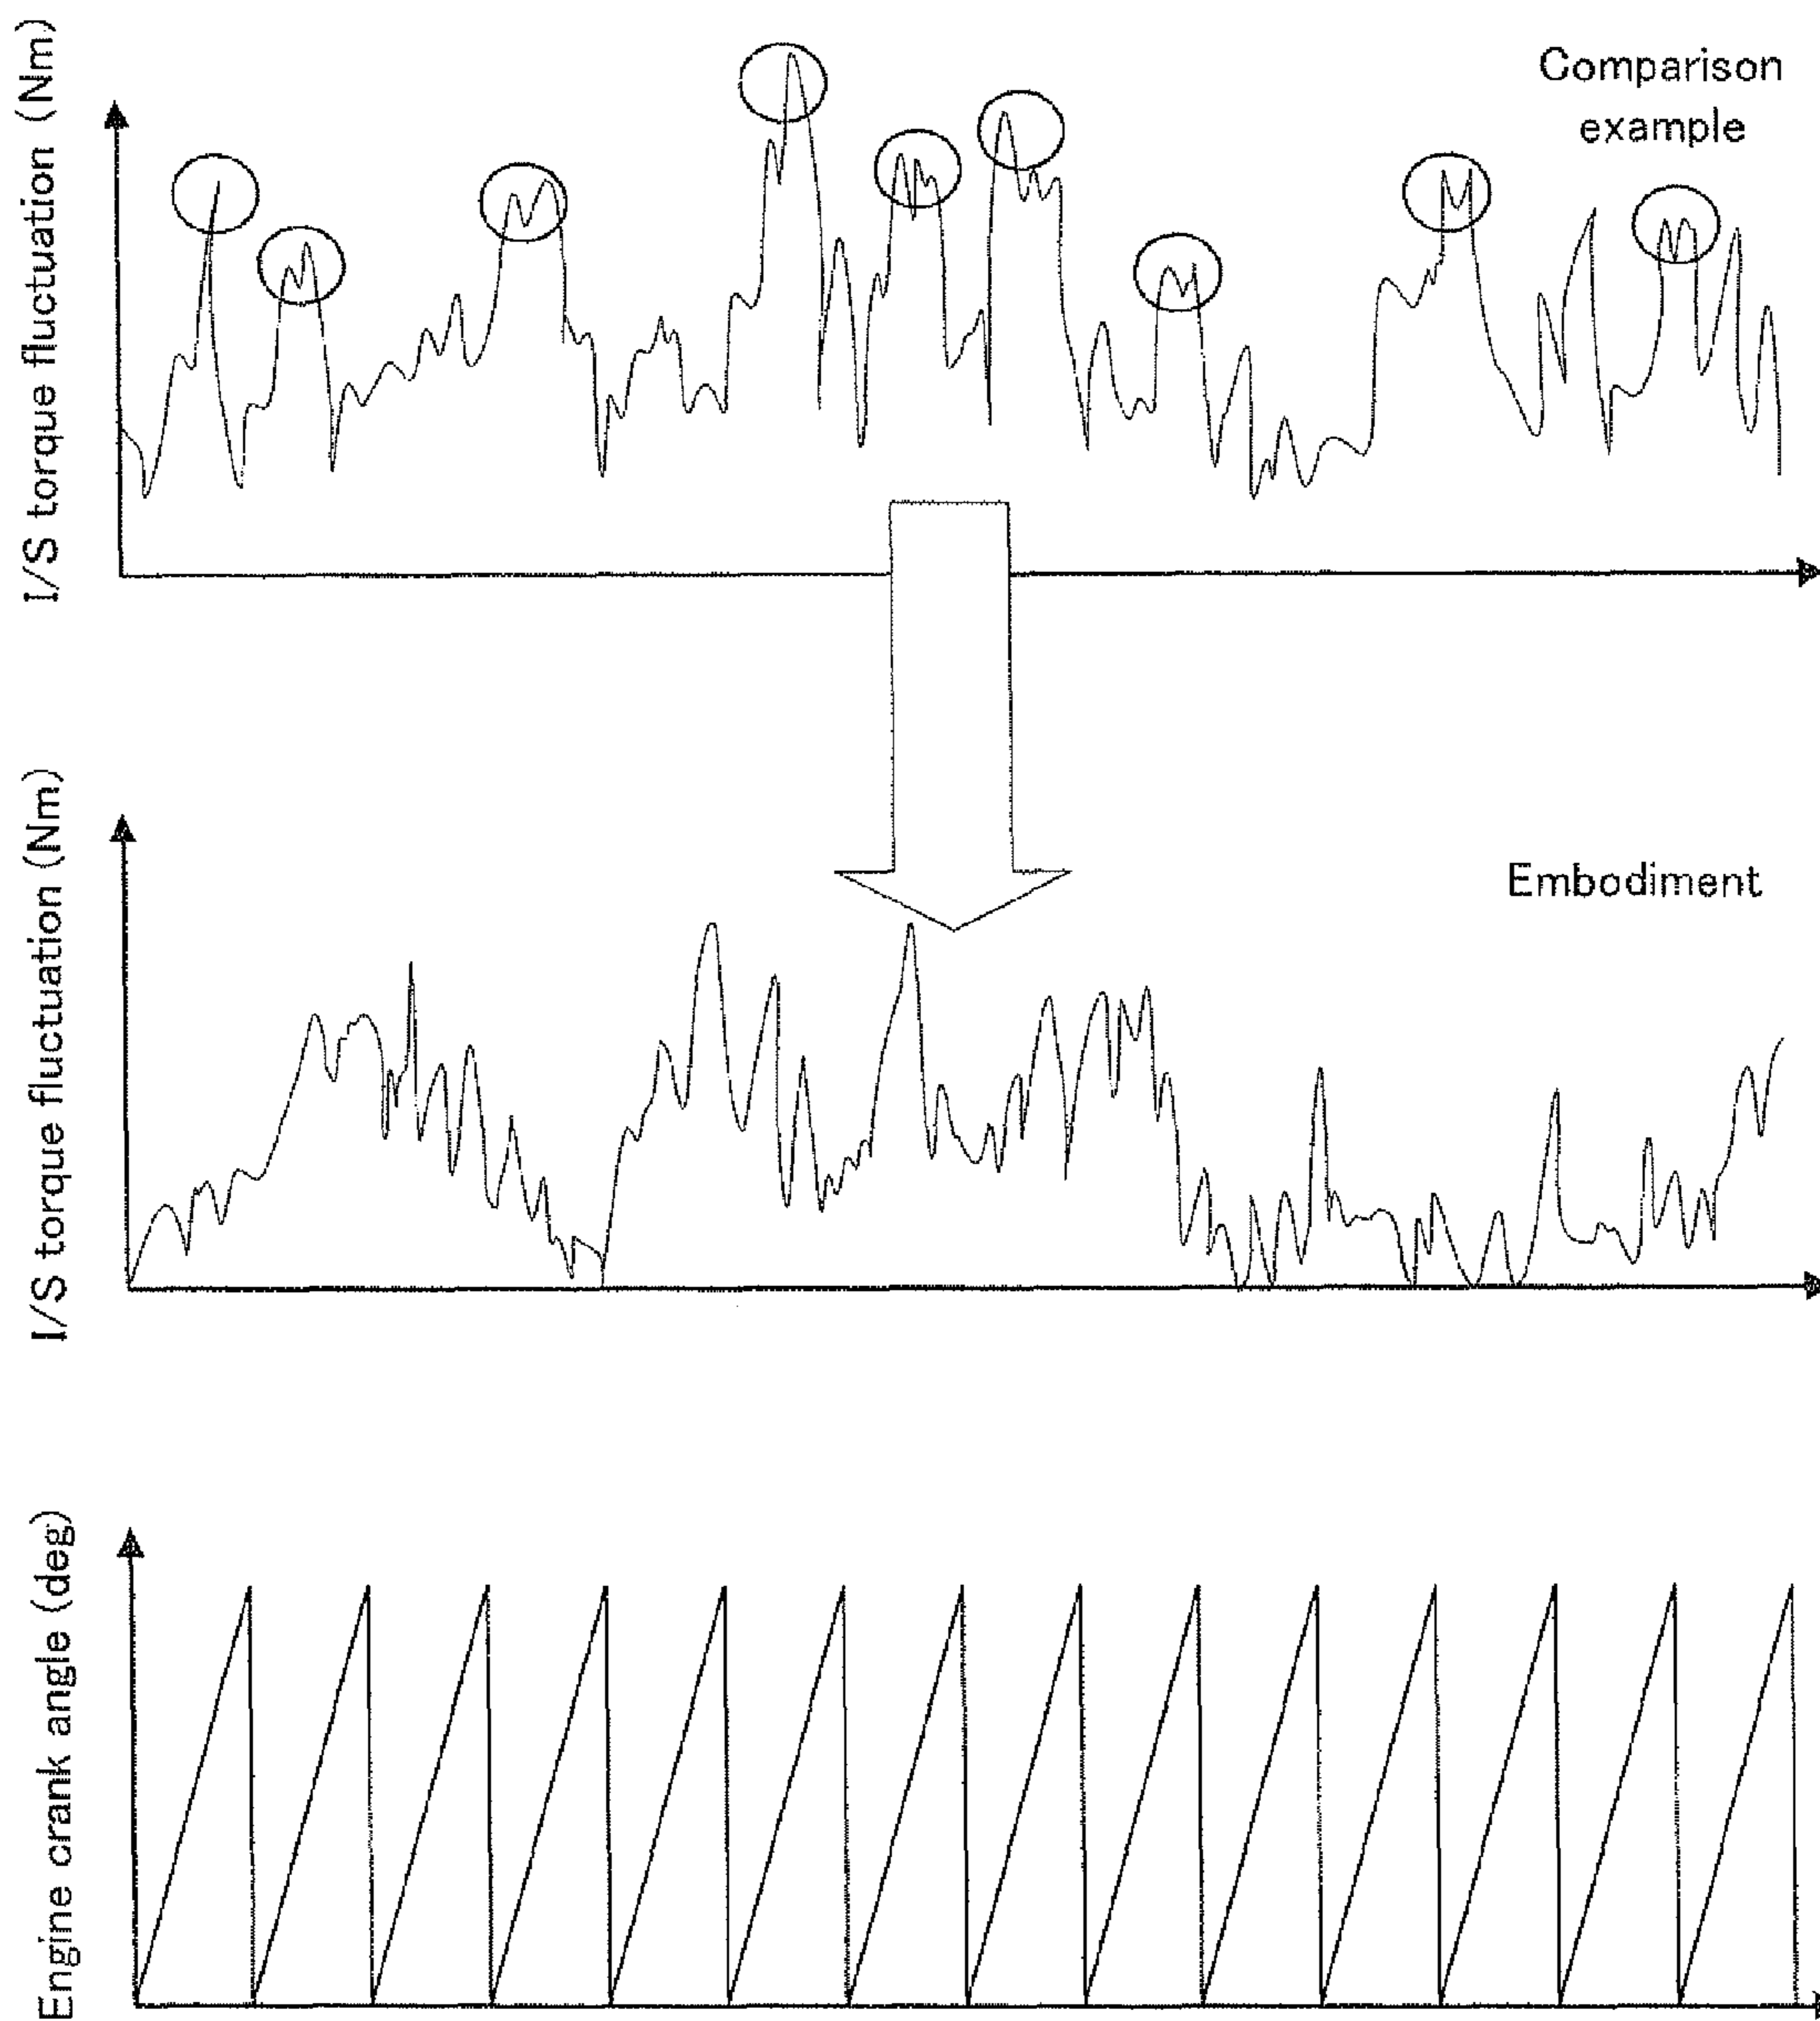 I/S torque fluctuation (Nm)
Comparison
example
I/S torque fluctuation (Nm)
Embodiment
Engine crank angle (deg)